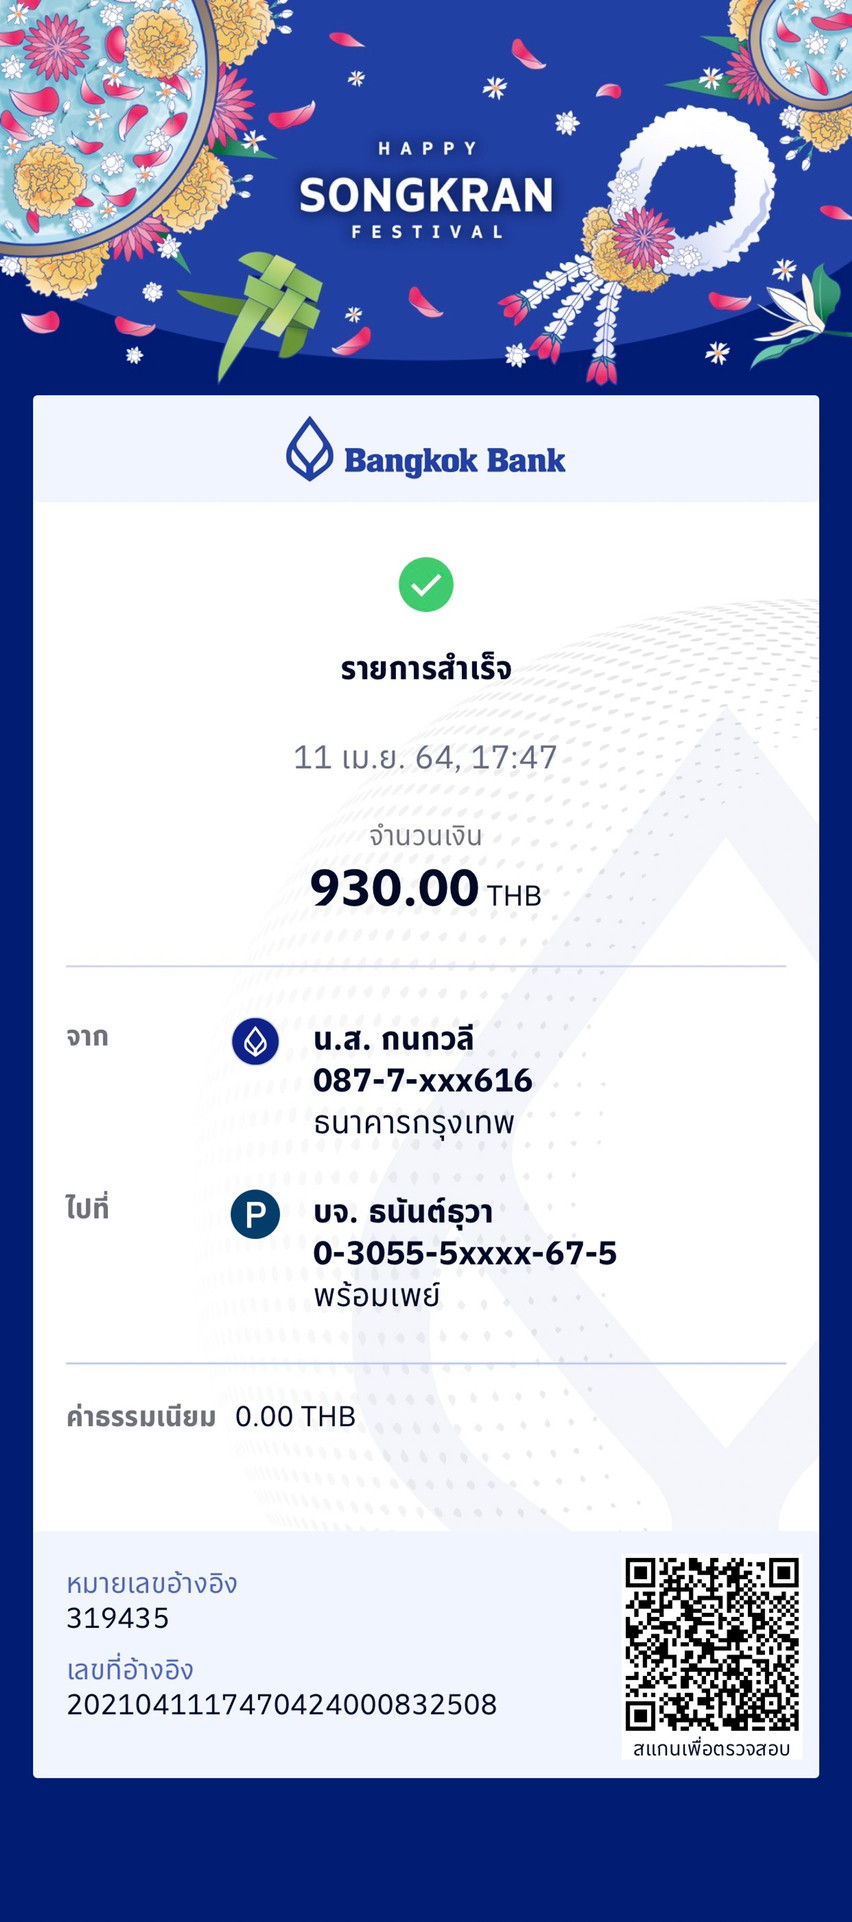 HAPPY
SONGKRAN
FESTIVAL
Bangkok Bank
รายการสำเร็จ
11 เม.ย. 64, 17:47
จำนวนเงิน
930.00 THB
จาก
น.ส. กนกวลี
087-7-xxx616
ธนาคารกรุงเทพ
ไปที่
P
บจ. ธนันต์ธุวา
0-3055-5xxxx-67-5
พร้อมเพย์
ค่าธรรมเนียม 0.00 THB
หมายเลขอ้างอิง
319435
เลขที่อ้างอิง
2021041117470424000832508
สแกนเพื่อตรวจสอบ